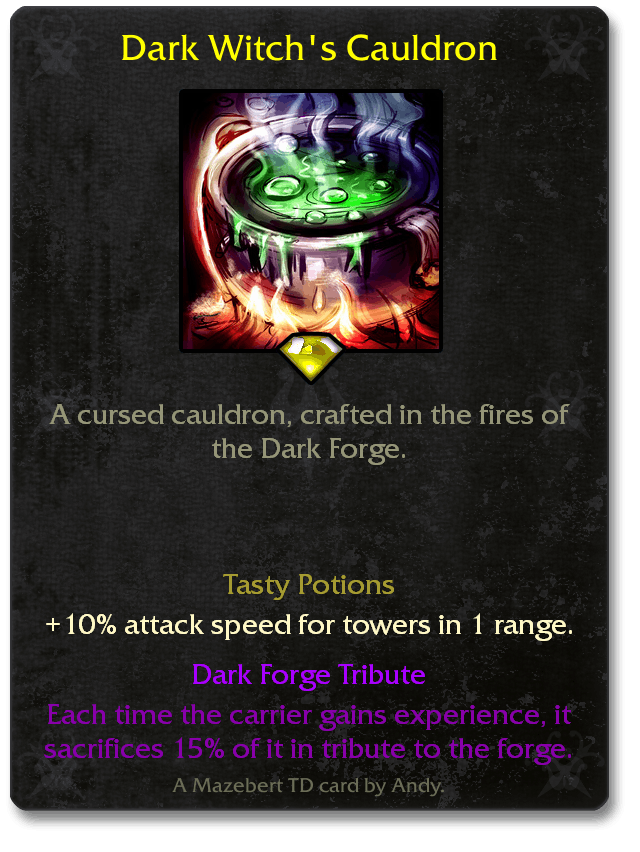 Dark Witch's Cauldron
A cursed cauldron, crafted in the fires of
the Dark Forge.
Tasty Potions
+10% attack speed for towers in 1 range.
Dark Forge Tribute
Each time the carrier gains experience, it
sacrifices 15% of it in tribute to the forge.
A Mazebert TD card by Andy.